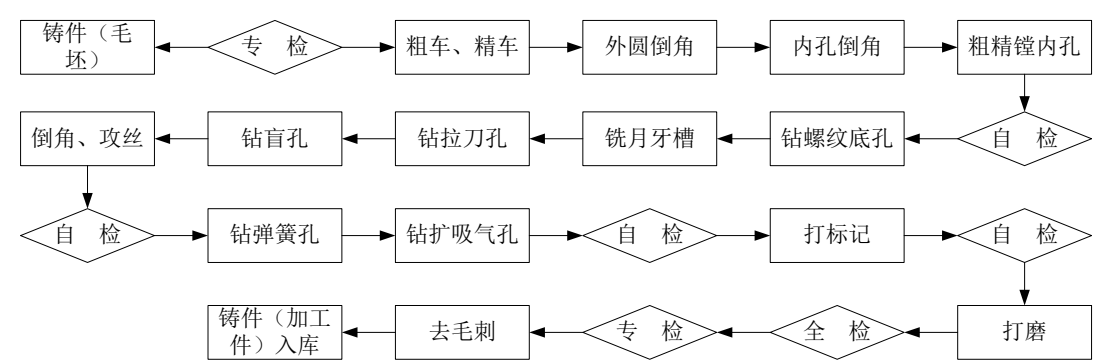 铸件（毛
坯）
专 检
粗车、精车
外圆倒角
内孔倒角
粗精镗内孔
自 检
钻螺纹底孔
铣月牙槽
钻拉刀孔
钻盲孔
倒角、攻丝
自 检
钻弹簧孔
钻扩吸气孔
自 检
打标记
自 检
打磨
全 检
专 检
去毛刺
铸件（加工
件）入库